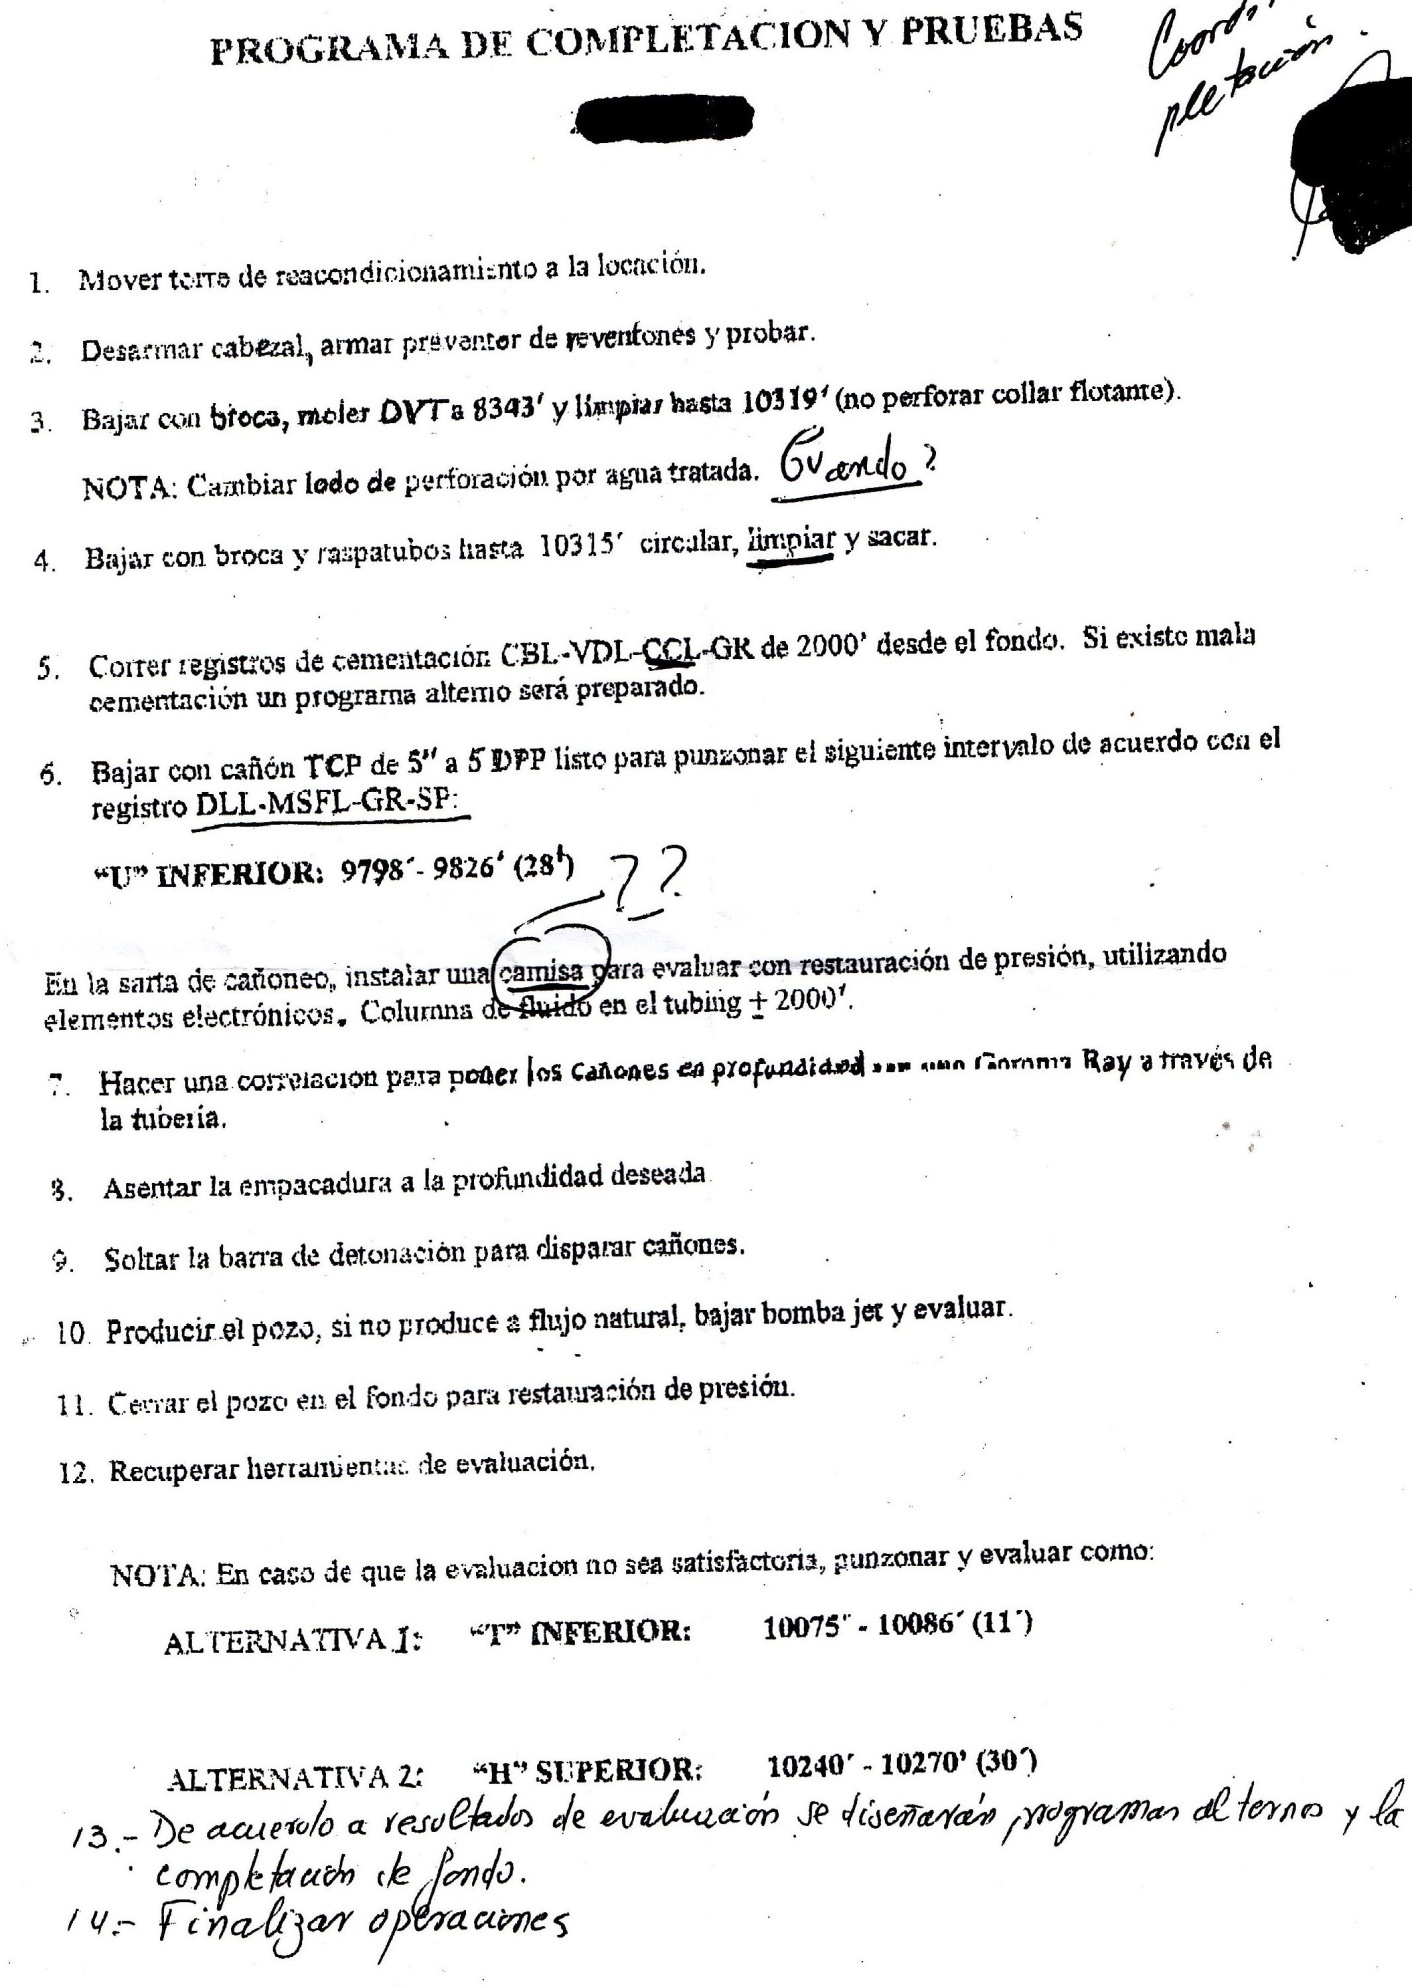 PROGRAMA DE COMPLETACION Y PRUEBAS
pletación.
1. Mover torre de reacondicionamiento a la locación.
2. Desarmar cabezal, armar preventor de reventones y probar.
3. Bajar con broca, moler DVT a 8343' y limpiar hasta 10319' (no perforar collar flotante).
NOTA: Cambiar lodo de perforación por agua tratada. Cuando?
4. Bajar con broca y raspatubos hasta 10315' circular, limpiar y sacar.
5. Correr registros de cementación CBL-VDL-CCL-GR de 2000' desde el fondo. Si existe mala
cementación un programa alterno será preparado.
6. Bajar con cañón TCP de 5" a 5 DPP listo para punzonar el siguiente intervalo de acuerdo con el
registro DLL-MSFL-GR-SP:
"U" INFERIOR: 9798' - 9826' (28')
??
En la sarta de cañoneo, instalar una camisa para evaluar con restauración de presión, utilizando
elementos electrónicos. Columna de fluido en el tubing ± 2000'.
7. Hacer una correlacion para poner los cañones en profundidad con una Gamma Ray a través de
la tubería.
8. Asentar la empacadura a la profundidad deseada
9. Soltar la barra de detonación para disparar cañones.
10. Producir el pozo, si no produce a flujo natural, bajar bomba jet y evaluar.
11. Cerrar el pozo en el fondo para restauración de presión.
12. Recuperar herramientas de evaluación.
NOTA: En caso de que la evaluacion no sea satisfactoria, punzonar y evaluar como:
ALTERNATIVA 1: "T" INFERIOR: 10075' - 10086' (11')
ALTERNATIVA 2: "H" SUPERIOR: 10240' - 10270' (30')
13.- De acuerdo a resultados de evaluación se diseñarán programas alternos y la
completación de fondo.
14.- Finalizar operaciones